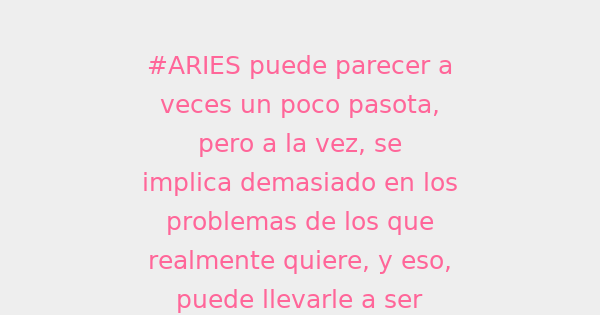 #ARIES puede parecer a
veces un poco pasota,
pero a la vez, se
implica demasiado en los
problemas de los que
realmente quiere, y eso,
puede llevarle a ser